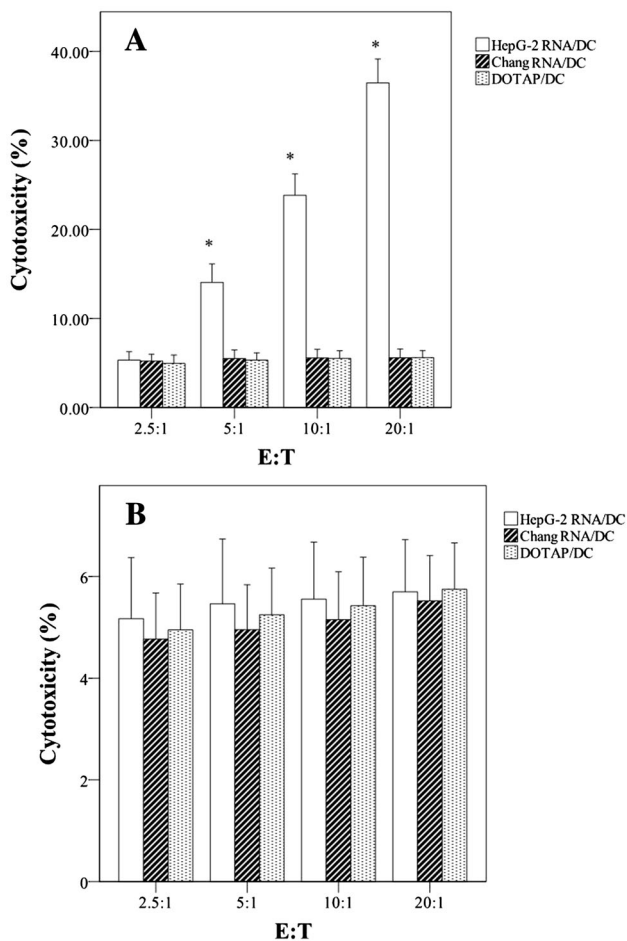 A
40.00
30.00
20.00
10.00
0.00
Cytotoxicity (%)
*
*
*
2.5:1 5:1 10:1 20:1
E:T
HepG-2 RNA/DC
Chang RNA/DC
DOTAP/DC
B
6
4
2
0
Cytotoxicity (%)
2.5:1 5:1 10:1 20:1
E:T
HepG-2 RNA/DC
Chang RNA/DC
DOTAP/DC